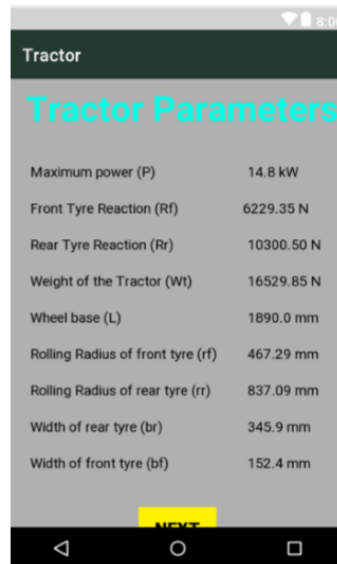 8:00
Tractor
Tractor Parameters
Maximum power (P) 14.8 kW
Front Tyre Reaction (Rf) 6229.35 N
Rear Tyre Reaction (Rr) 10300.50 N
Weight of the Tractor (Wt) 16529.85 N
Wheel base (L) 1890.0 mm
Rolling Radius of front tyre (rf) 467.29 mm
Rolling Radius of rear tyre (rr) 837.09 mm
Width of rear tyre (br) 345.9 mm
Width of front tyre (bf) 152.4 mm
NEXT